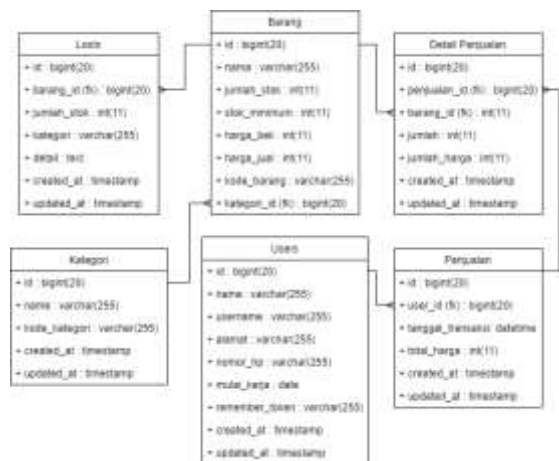 Barang
+ id : bigint(20)
+ name : varchar(255)
+ jumlah_stok : int(11)
+ stok_minimum : int(11)
+ harga_beli : int(11)
+ harga_jual : int(11)
+ kode_barang : varchar(255)
+ kategori_id (fk) : bigint(20)
+ id : bigint(20)
+ barang_id (fk) : bigint(20)
+ jumlah_stok : int(11)
+ kategori : varchar(255)
+ detail : text
+ created_at : timestamp
+ updated_at : timestamp
Detail Penjualan
+ id : bigint(20)
+ penjualan_id (fk) : bigint(20)
+ barang_id (fk) : int(11)
+ jumlah : int(11)
+ jumlah_harga : int(11)
+ created_at : timestamp
+ updated_at : timestamp
Kategori
+ id : bigint(20)
+ name : varchar(255)
+ kode_kategori : varchar(255)
+ created_at : timestamp
+ updated_at : timestamp
Users
+ id : bigint(20)
+ name : varchar(255)
+ username : varchar(255)
+ alamat : varchar(255)
+ nomor_hp : varchar(255)
+ mulai_kerja : date
+ remember_token : varchar(255)
+ created_at : timestamp
+ updated_at : timestamp
Penjualan
+ id : bigint(20)
+ user_id (fk) : bigint(20)
+ tanggal_transaksi : datetime
+ total_harga : int(11)
+ created_at : timestamp
+ updated_at : timestamp